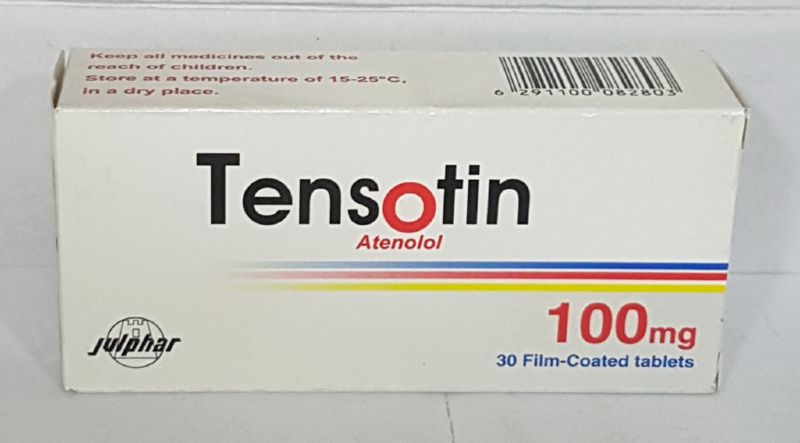 Keep all medicines out of the
reach of children.
Store at a temperature of 15-25°C,
in a dry place.
6 291100 082803
Tensotin
Atenolol
julphar
100mg
30 Film-Coated tablets